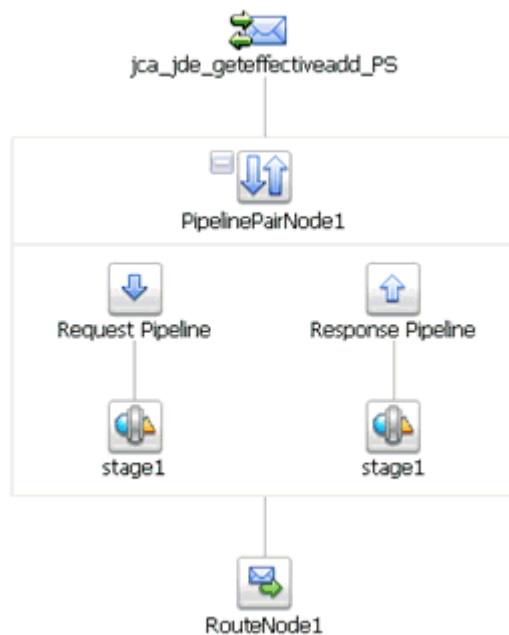 jca_jde_geteffectiveadd_PS
PipelinePairNode1
Request Pipeline
Response Pipeline
stage1
stage1
RouteNode1